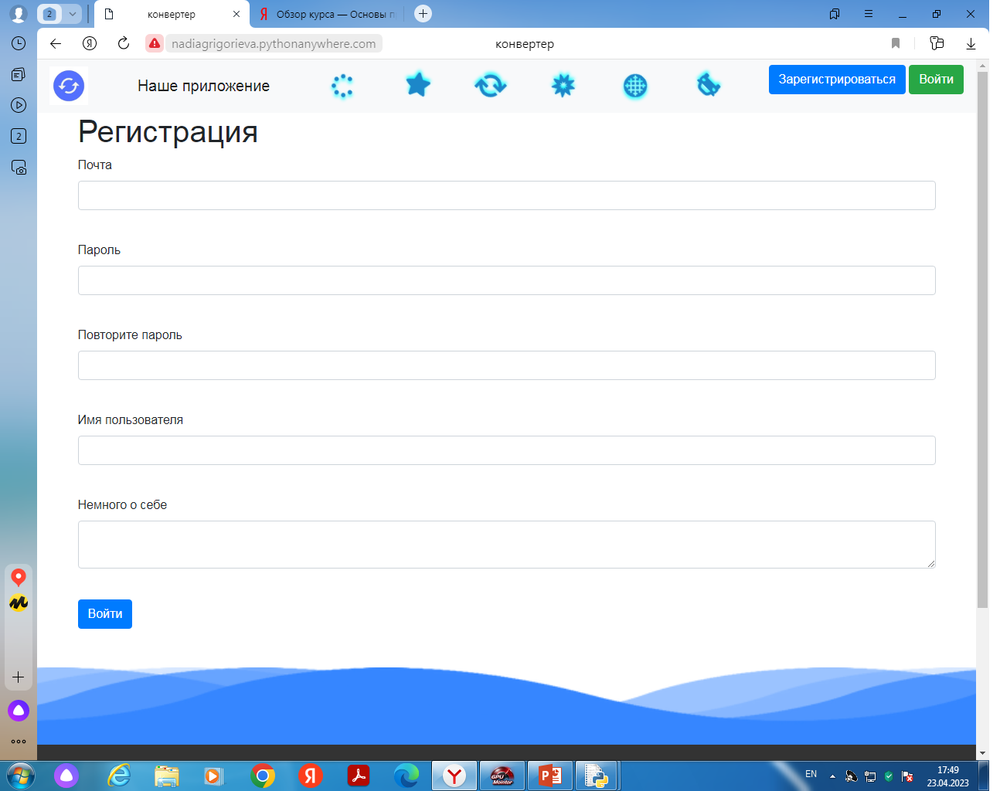 2
конвертер
Обзор курса — Основы п
nadiagrigorieva.pythonanywhere.com
конвертер
2
Наше приложение
Зарегистрироваться
Войти
Регистрация
Почта
Пароль
Повторите пароль
Имя пользователя
Немного о себе
Войти
GPU
EN
17:49
23.04.2023